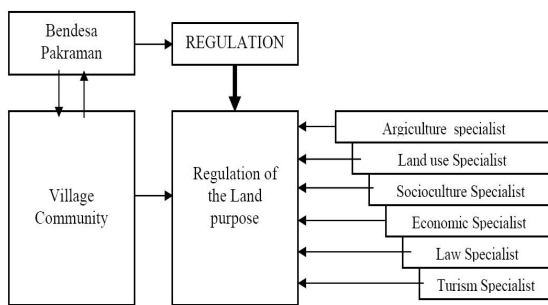 Bendesa
Pakraman
REGULATION
Village
Community
Regulation of
the Land
purpose
Argiculture specialist
Land use Specialist
Socioculture Specialist
Economic Specialist
Law Specialist
Turism Specialist